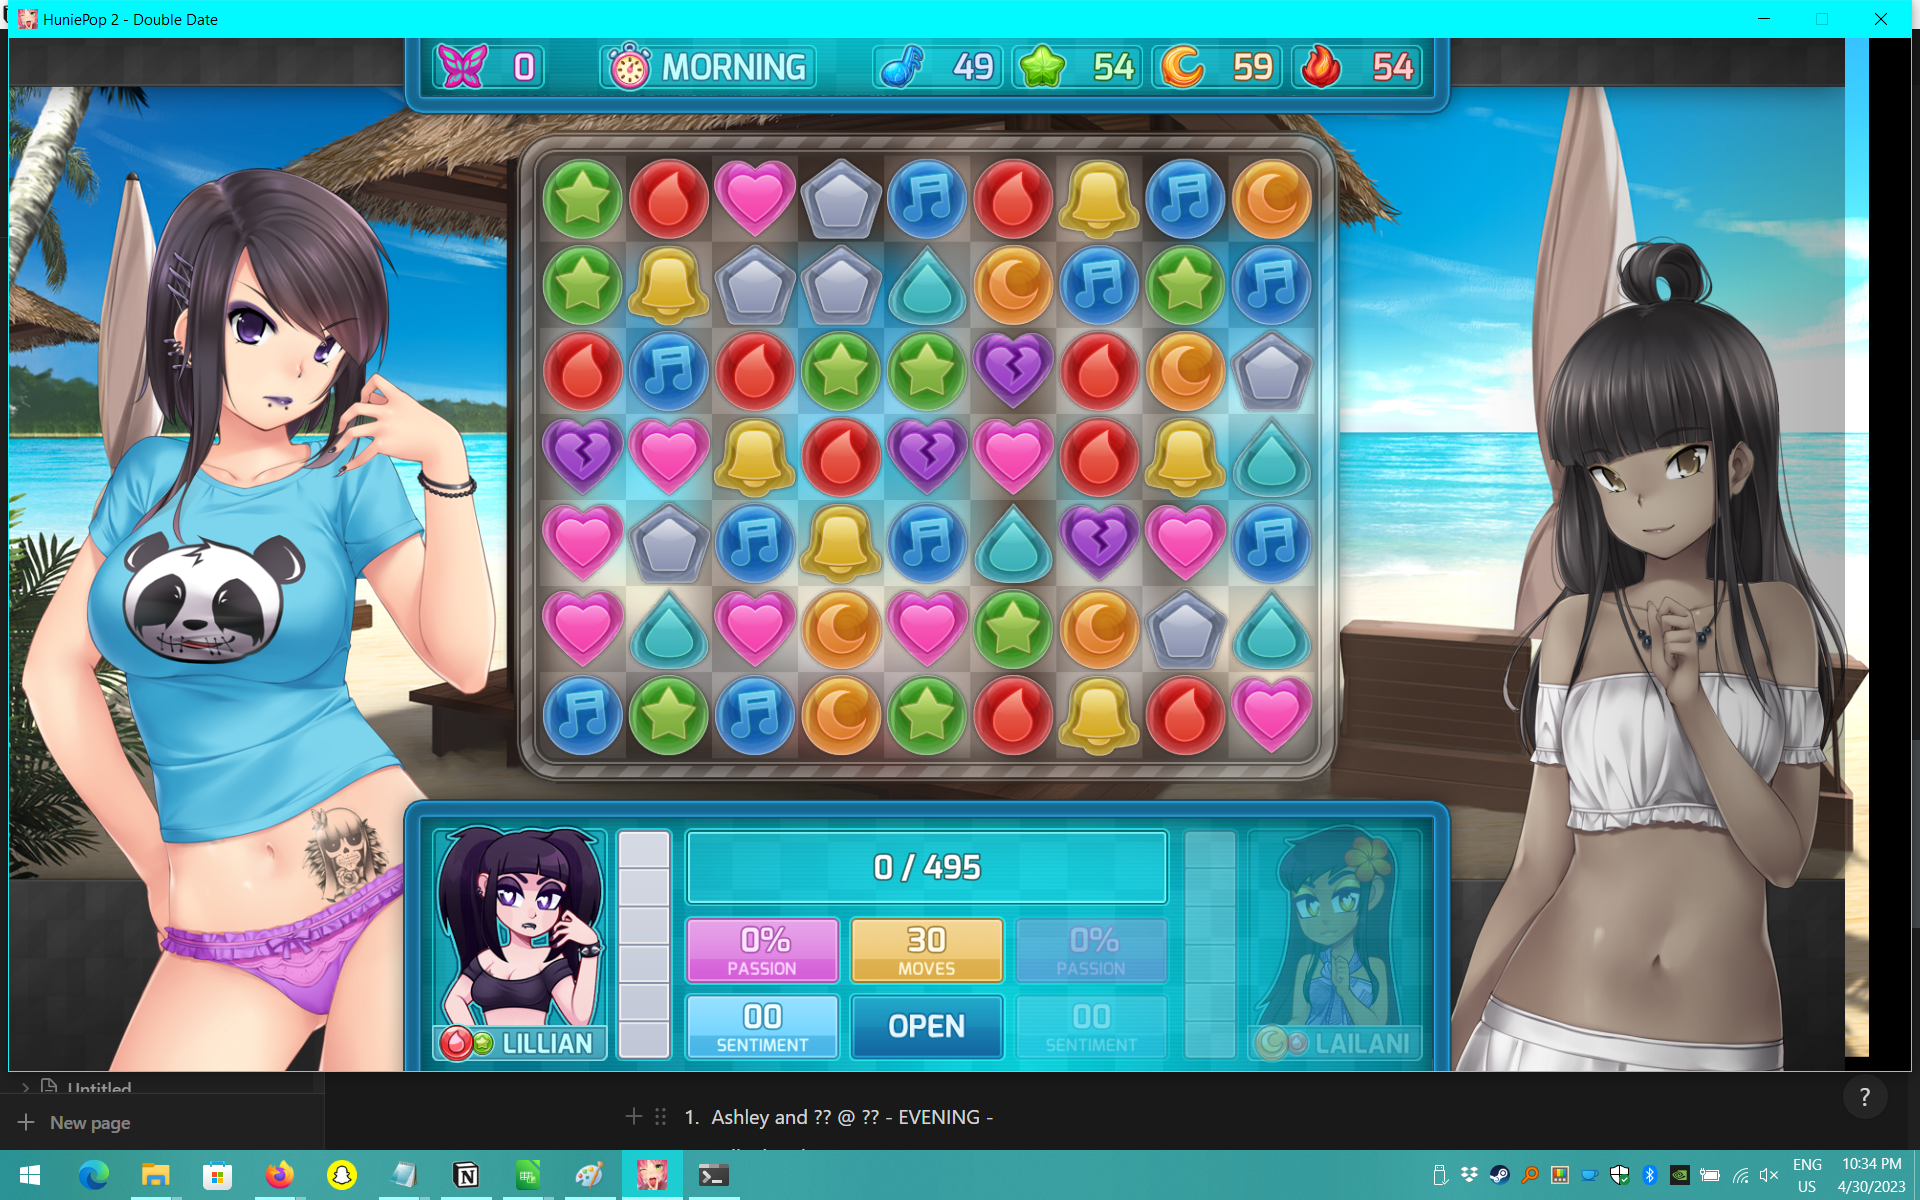 HuniePop 2 - Double Date
0
MORNING
49
54
59
54
0 / 495
0%
PASSION
30
MOVES
0%
PASSION
00
SENTIMENT
OPEN
00
SENTIMENT
LILLIAN
LAILANI
Untitled
New page
1. Ashley and ?? @ ?? - EVENING -
?
ENG
US
10:34 PM
4/30/2023